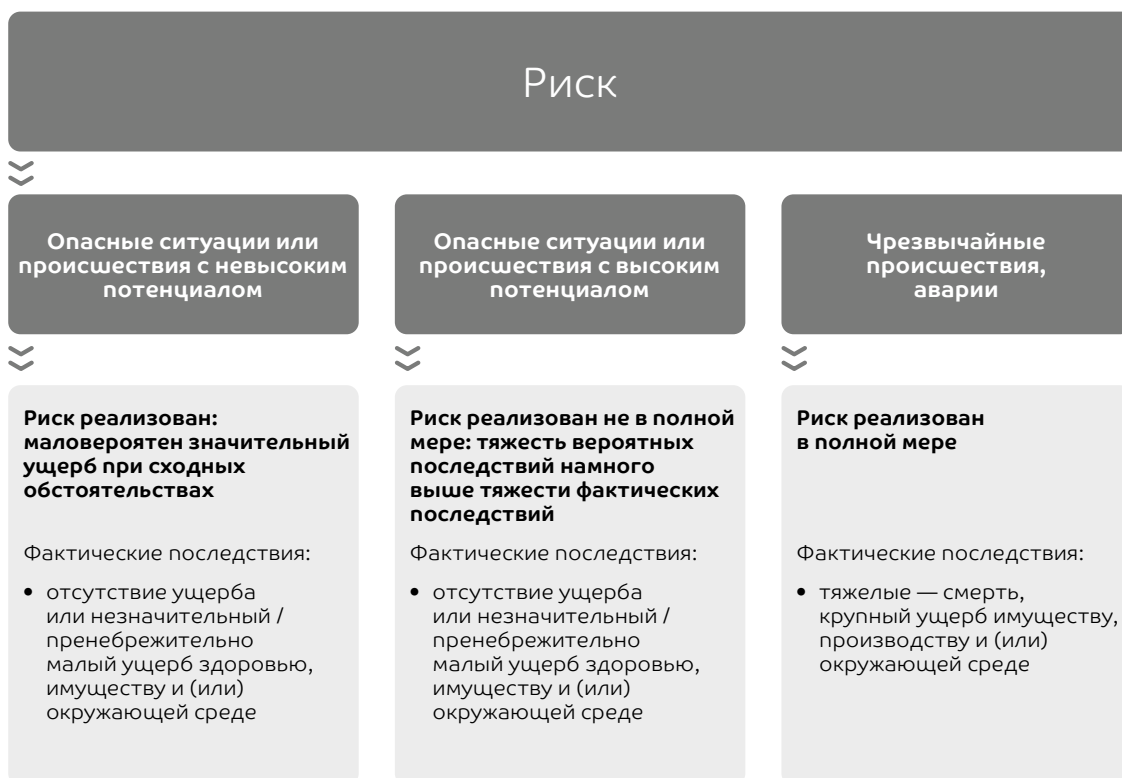 Риск
Опасные ситуации или
происшествия с невысоким
потенциалом
Опасные ситуации или
происшествия с высоким
потенциалом
Чрезвычайные
происшествия,
аварии
Риск реализован:
маловероятен значительный
ущерб при сходных
обстоятельствах
Фактические последствия:
• отсутствие ущерба
или незначительный /
пренебрежительно
малый ущерб здоровью,
имуществу и (или)
окружающей среде
Риск реализован не в полной
мере: тяжесть вероятных
последствий намного
выше тяжести фактических
последствий
Фактические последствия:
• отсутствие ущерба
или незначительный /
пренебрежительно
малый ущерб здоровью,
имуществу и (или)
окружающей среде
Риск реализован
в полной мере
Фактические последствия:
• тяжелые — смерть,
крупный ущерб имуществу,
производству и (или)
окружающей среде